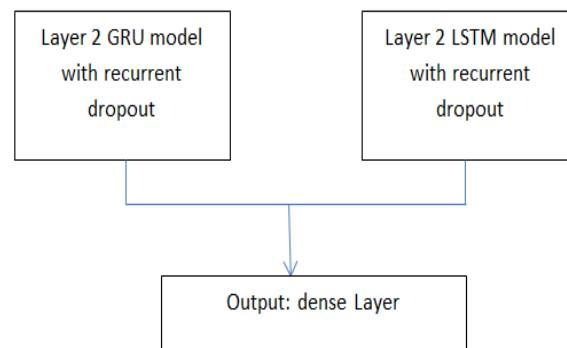 Layer 2 GRU model
with recurrent
dropout
Layer 2 LSTM model
with recurrent
dropout
Output: dense Layer